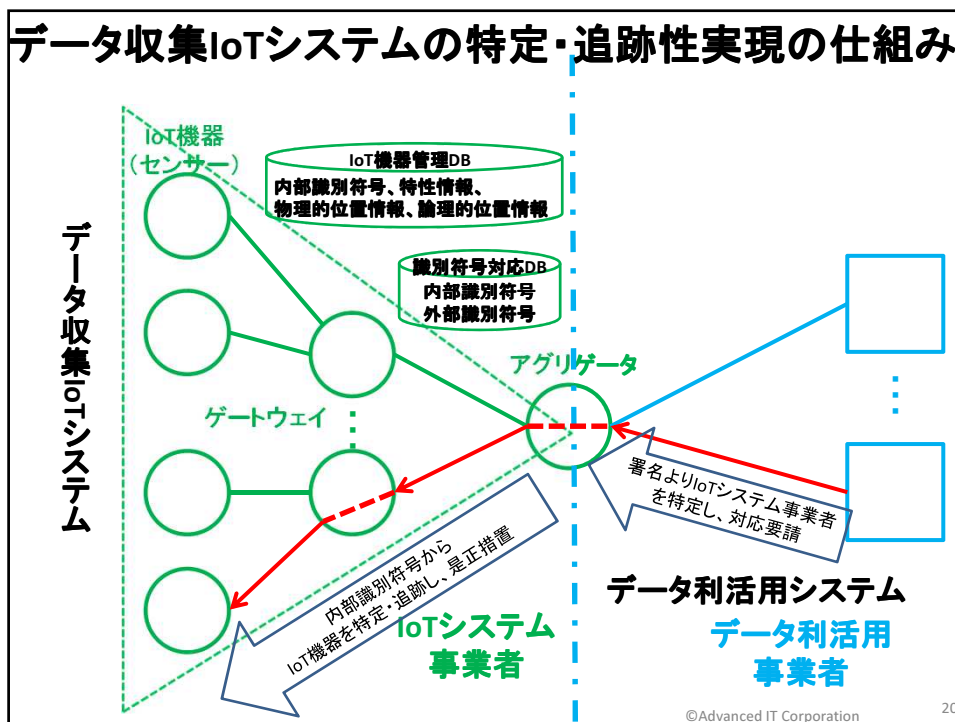 データ収集IoTシステムの特定・追跡性実現の仕組み
IoT機器
（センサー）
IoT機器管理DB
内部識別符号、特性情報、
物理的位置情報、論理的位置情報
識別符号対応DB
内部識別符号
外部識別符号
データ収集IoTシステム
アグリゲータ
ゲートウェイ
署名よりIoTシステム事業者
を特定し、対応要請
内部識別符号から
IoT機器を特定・追跡し、是正措置
データ利活用システム
IoTシステム
事業者
データ利活用
事業者
©Advanced IT Corporation
20